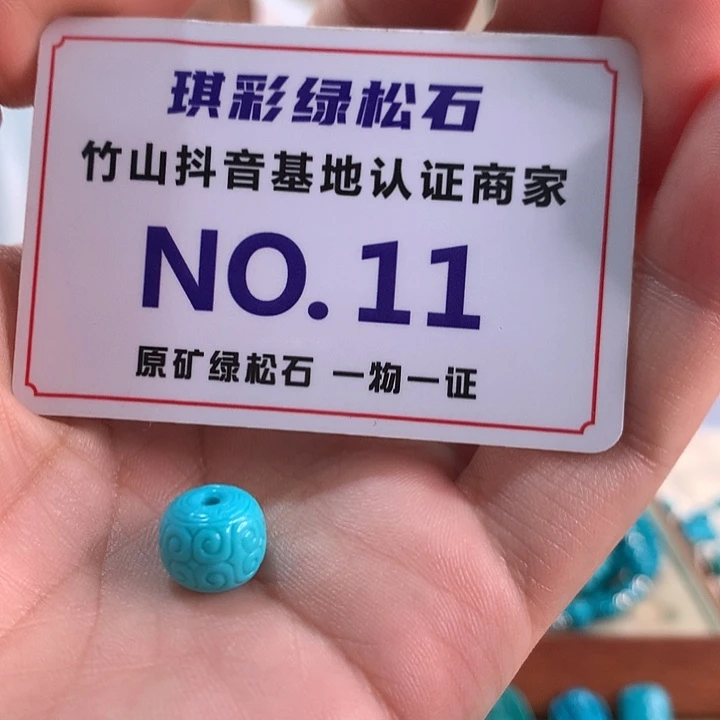 琪彩绿松石
竹山抖音基地认证商家
NO.11
原矿绿松石 一物一证